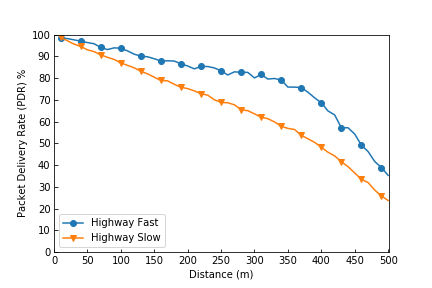 100
90
80
70
60
50
40
30
20
10
0
Packet Delivery Rate (PDR) %
Highway Fast
Highway Slow
0 50 100 150 200 250 300 350 400 450 500
Distance (m)